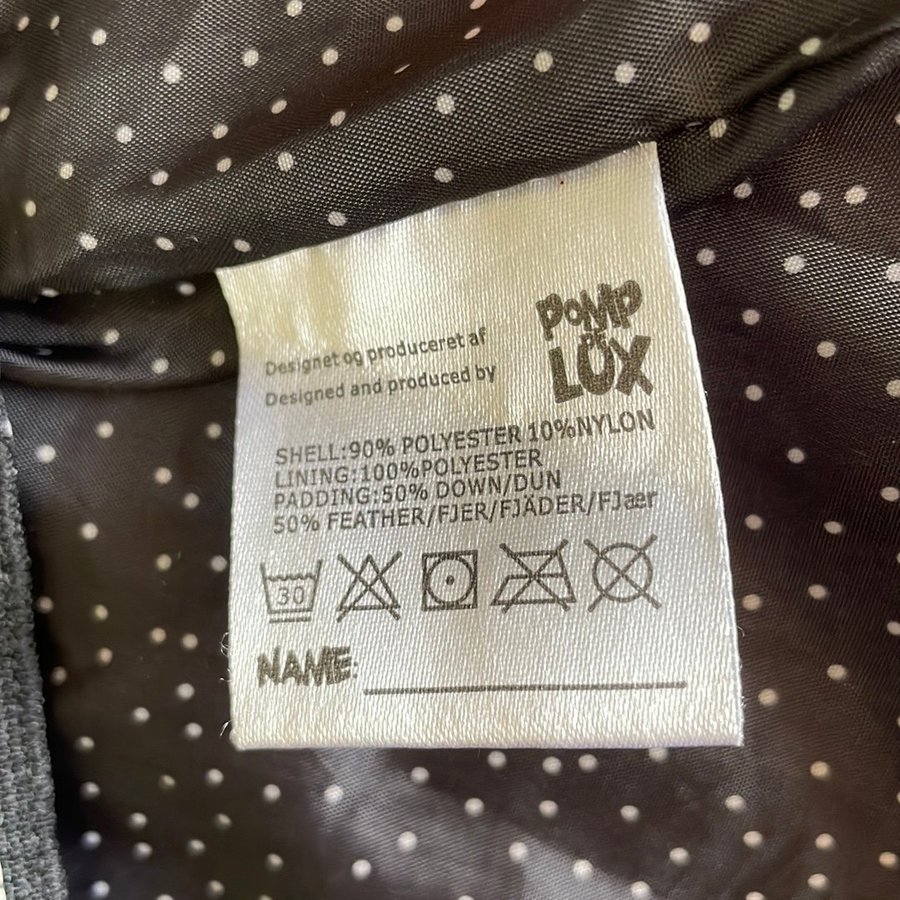 POMP
DE
LUX
Designet og produceret af
Designed and produced by
SHELL:90% POLYESTER 10%NYLON
LINING:100%POLYESTER
PADDING:50% DOWN/DUN
50% FEATHER/FJER/FJÄDER/FJaer
30
NAME: